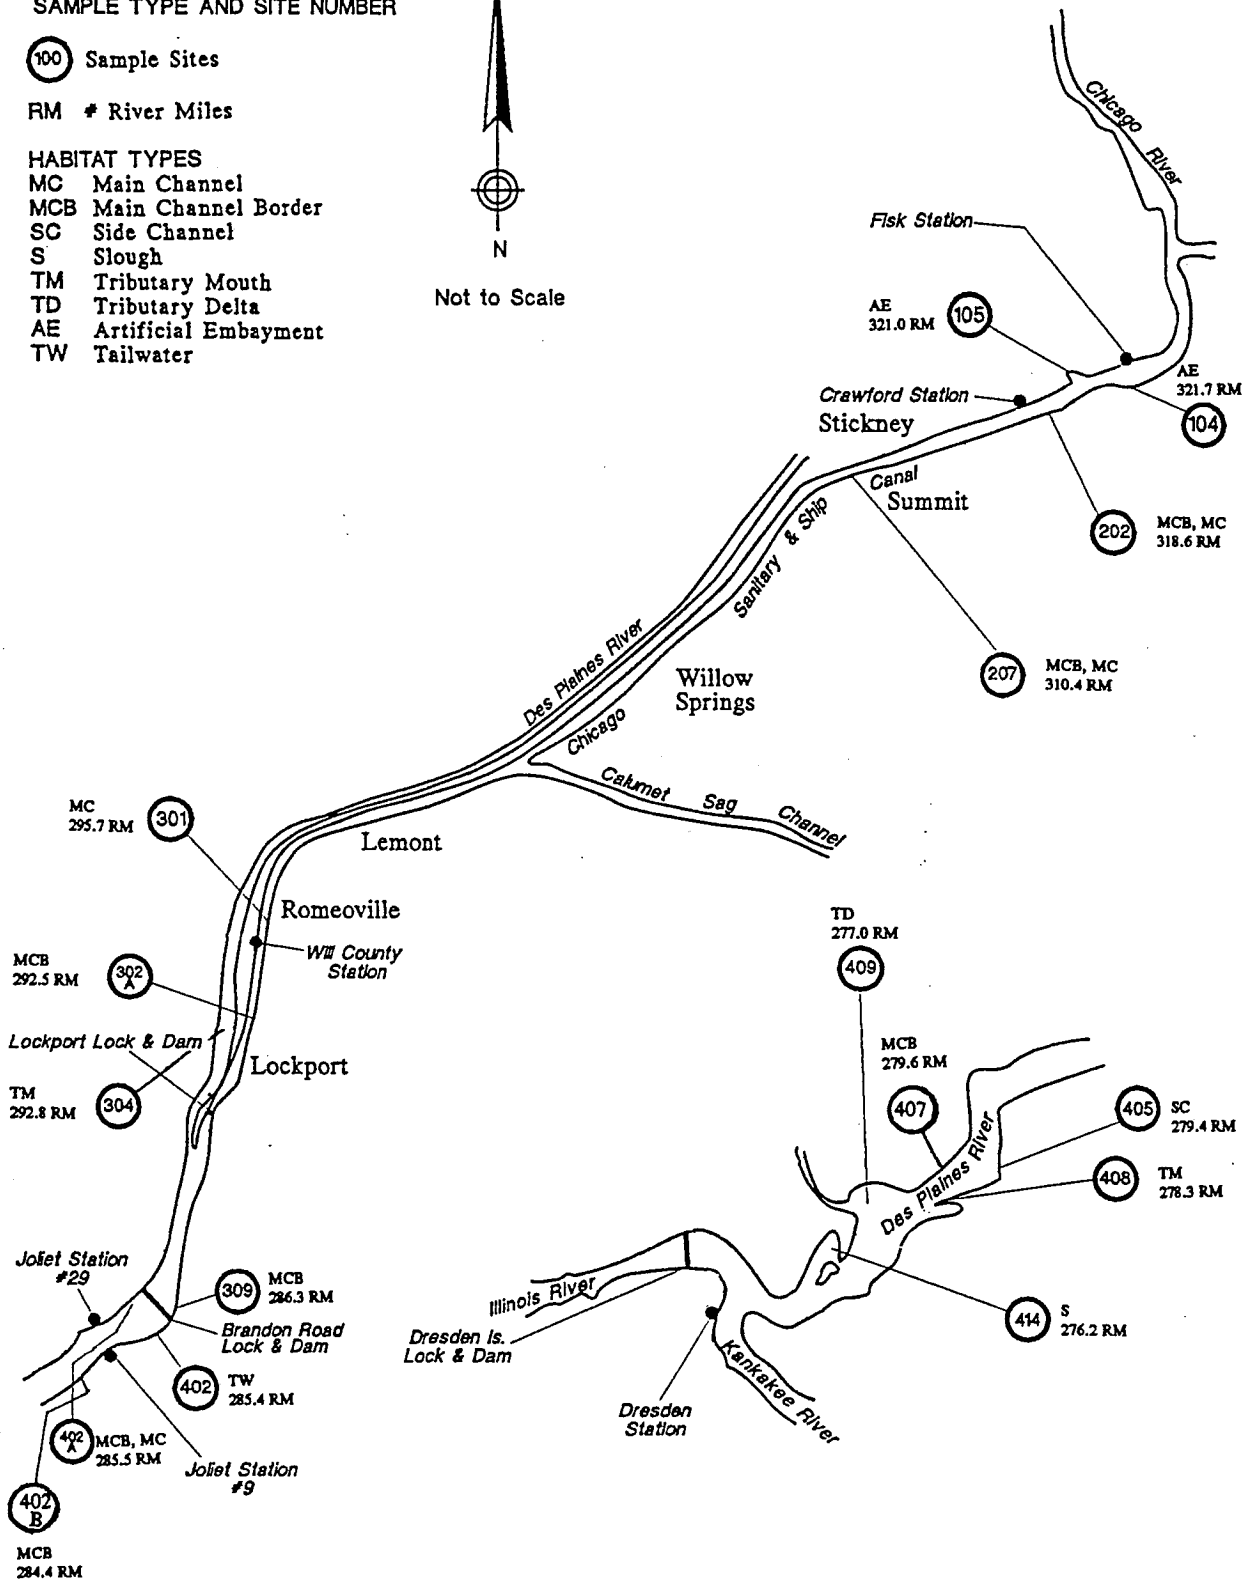 SAMPLE TYPE AND SITE NUMBER
100 Sample Sites
RM # River Miles
HABITAT TYPES
MC Main Channel
MCB Main Channel Border
SC Side Channel
S Slough
TM Tributary Mouth
TD Tributary Delta
AE Artificial Embayment
TW Tailwater
N
Not to Scale
Chicago River
Fisk Station
AE
321.0 RM
105
AE
321.7 RM
104
Crawford Station
Stickney
Canal
Summit
202
MCB, MC
318.6 RM
Sanitary & Ship
207
MCB, MC
310.4 RM
Des Plaines River
Willow
Springs
Chicago
Calumet Sag Channel
MC
295.7 RM
301
Lemont
Romeoville
Will County
Station
MCB
292.5 RM
302
A
Lockport Lock & Dam
Lockport
TM
292.8 RM
304
TD
277.0 RM
409
MCB
279.6 RM
407
405
SC
279.4 RM
408
TM
278.3 RM
Des Plaines River
Joliet Station
#29
309
MCB
286.3 RM
Brandon Road
Lock & Dam
402
TW
285.4 RM
402
A
MCB, MC
285.5 RM
Joliet Station
#9
402
B
MCB
284.4 RM
Illinois River
Dresden Is.
Lock & Dam
414
S
276.2 RM
Kankakee River
Dresden
Station